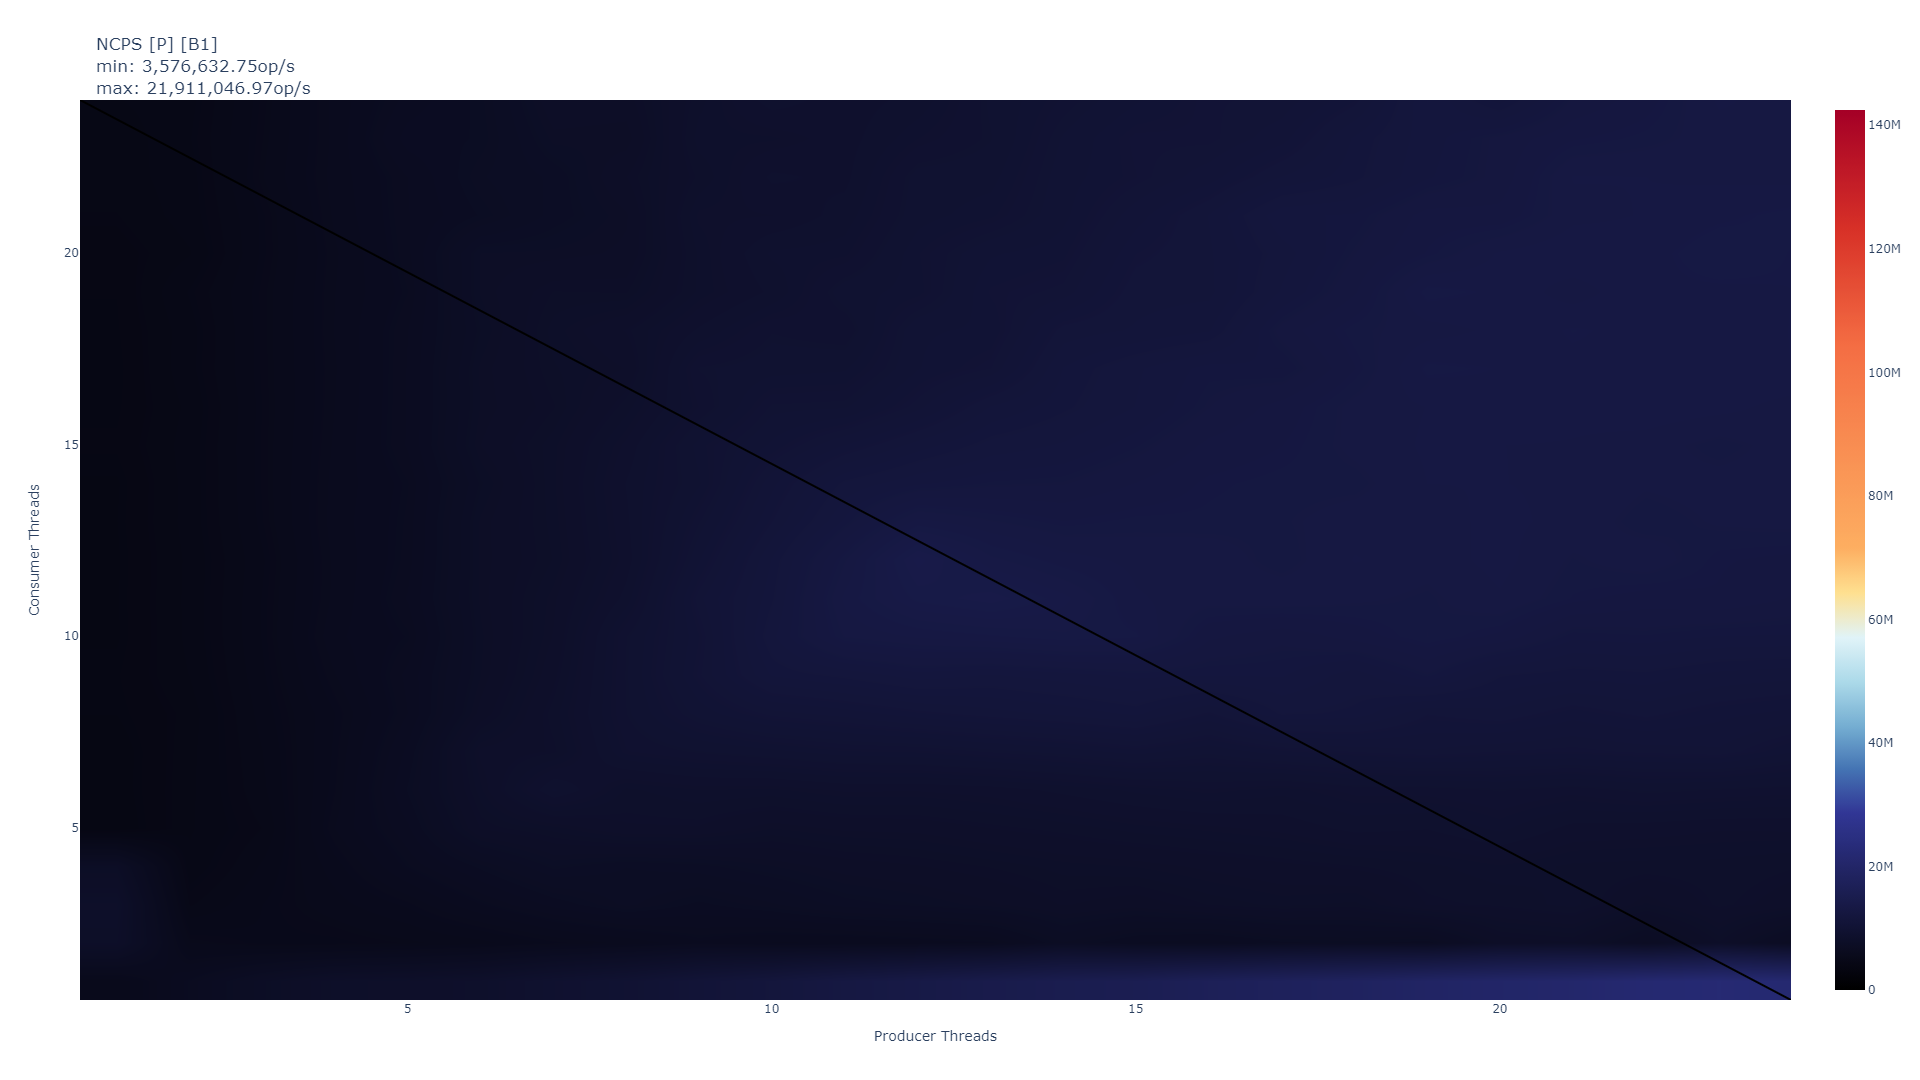 NCPS [P] [B1]
min: 3,576,632.75op/s
max: 21,911,046.97op/s
140M
120M
100M
80M
60M
40M
20M
0
Consumer Threads
20
15
10
5
5
10
15
20
Producer Threads